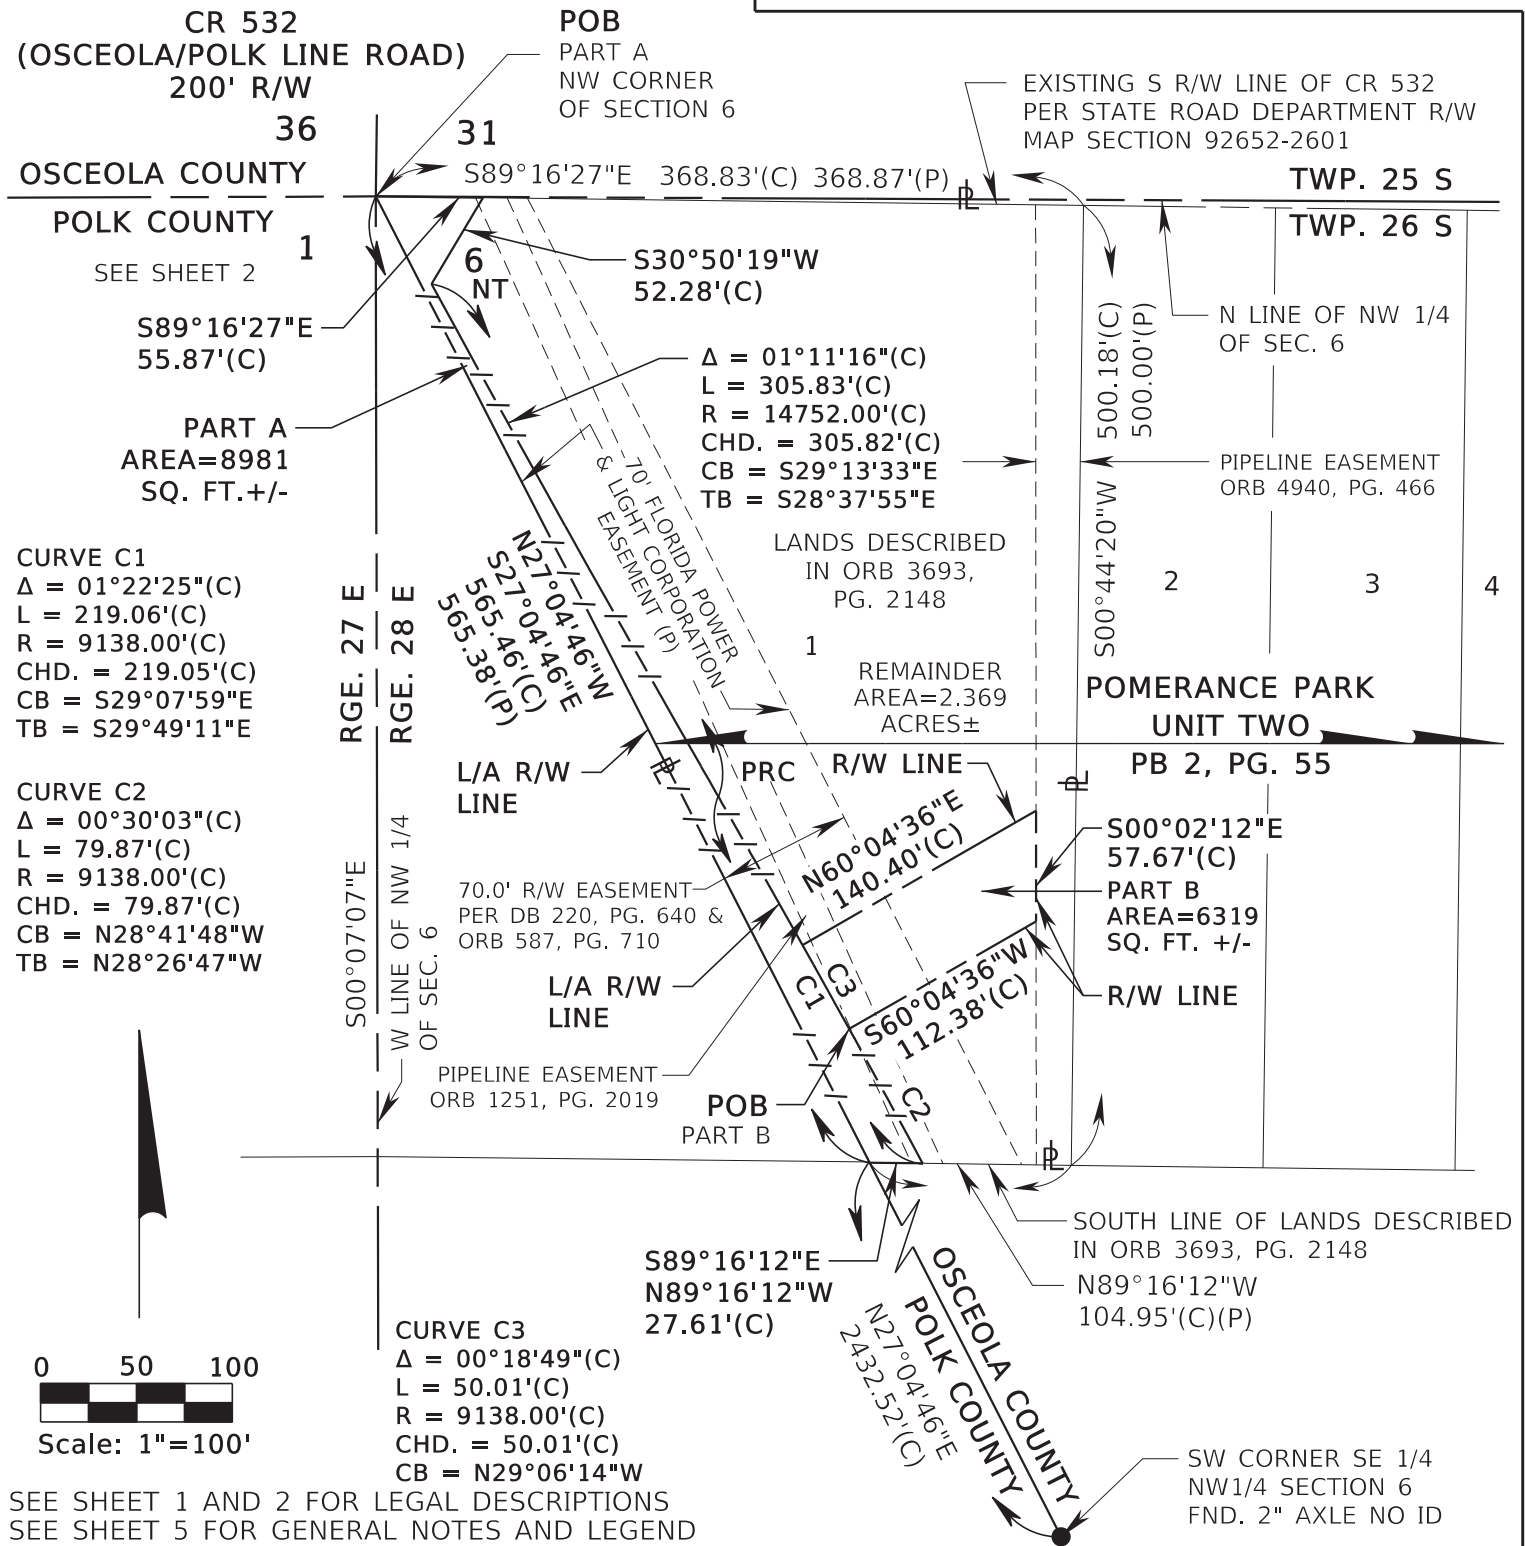 CR 532
(OSCEOLA/POLK LINE ROAD)
200' R/W
POB
PART A
NW CORNER
OF SECTION 6
EXISTING S R/W LINE OF CR 532
PER STATE ROAD DEPARTMENT R/W
MAP SECTION 92652-2601
36
31
OSCEOLA COUNTY
S89°16'27"E 368.83'(C) 368.87'(P)
PL
TWP. 25 S
POLK COUNTY
TWP. 26 S
1
6
NT
SEE SHEET 2
S30°50'19"W
52.28'(C)
S89°16'27"E
55.87'(C)
N LINE OF NW 1/4
OF SEC. 6
500.18'(C)
500.00'(P)
S00°44'20"W
Δ = 01°11'16"(C)
L = 305.83'(C)
R = 14752.00'(C)
CHD. = 305.82'(C)
CB = S29°13'33"E
TB = S28°37'55"E
PART A
AREA=8981
SQ. FT.+/-
PIPELINE EASEMENT
ORB 4940, PG. 466
70' FLORIDA POWER
& LIGHT CORPORATION
EASEMENT (P)
LANDS DESCRIBED
IN ORB 3693,
PG. 2148
1
2
3
4
CURVE C1
Δ = 01°22'25"(C)
L = 219.06'(C)
R = 9138.00'(C)
CHD. = 219.05'(C)
CB = S29°07'59"E
TB = S29°49'11"E
RGE. 27 E
RGE. 28 E
N27°04'46"W
S27°04'46"E
565.46'(C)
565.38'(P)
REMAINDER
AREA=2.369
ACRES±
POMERANCE PARK
UNIT TWO
PB 2, PG. 55
L/A R/W
LINE
PL
PRC
R/W LINE
PL
CURVE C2
Δ = 00°30'03"(C)
L = 79.87'(C)
R = 9138.00'(C)
CHD. = 79.87'(C)
CB = N28°41'48"W
TB = N28°26'47"W
S00°07'07"E
W LINE OF NW 1/4
OF SEC. 6
N60°04'36"E
140.40'(C)
S00°02'12"E
57.67'(C)
PART B
AREA=6319
SQ. FT. +/-
70.0' R/W EASEMENT
PER DB 220, PG. 640 &
ORB 587, PG. 710
L/A R/W
LINE
C1
C3
S60°04'36"W
112.38'(C)
R/W LINE
PIPELINE EASEMENT
ORB 1251, PG. 2019
C2
POB
PART B
PL
SOUTH LINE OF LANDS DESCRIBED
IN ORB 3693, PG. 2148
S89°16'12"E
N89°16'12"W
27.61'(C)
N89°16'12"W
104.95'(C)(P)
OSCEOLA COUNTY
POLK COUNTY
N27°04'46"E
2432.52'(C)
CURVE C3
Δ = 00°18'49"(C)
L = 50.01'(C)
R = 9138.00'(C)
CHD. = 50.01'(C)
CB = N29°06'14"W
0 50 100
Scale: 1"=100'
SW CORNER SE 1/4
NW1/4 SECTION 6
FND. 2" AXLE NO ID
SEE SHEET 1 AND 2 FOR LEGAL DESCRIPTIONS
SEE SHEET 5 FOR GENERAL NOTES AND LEGEND